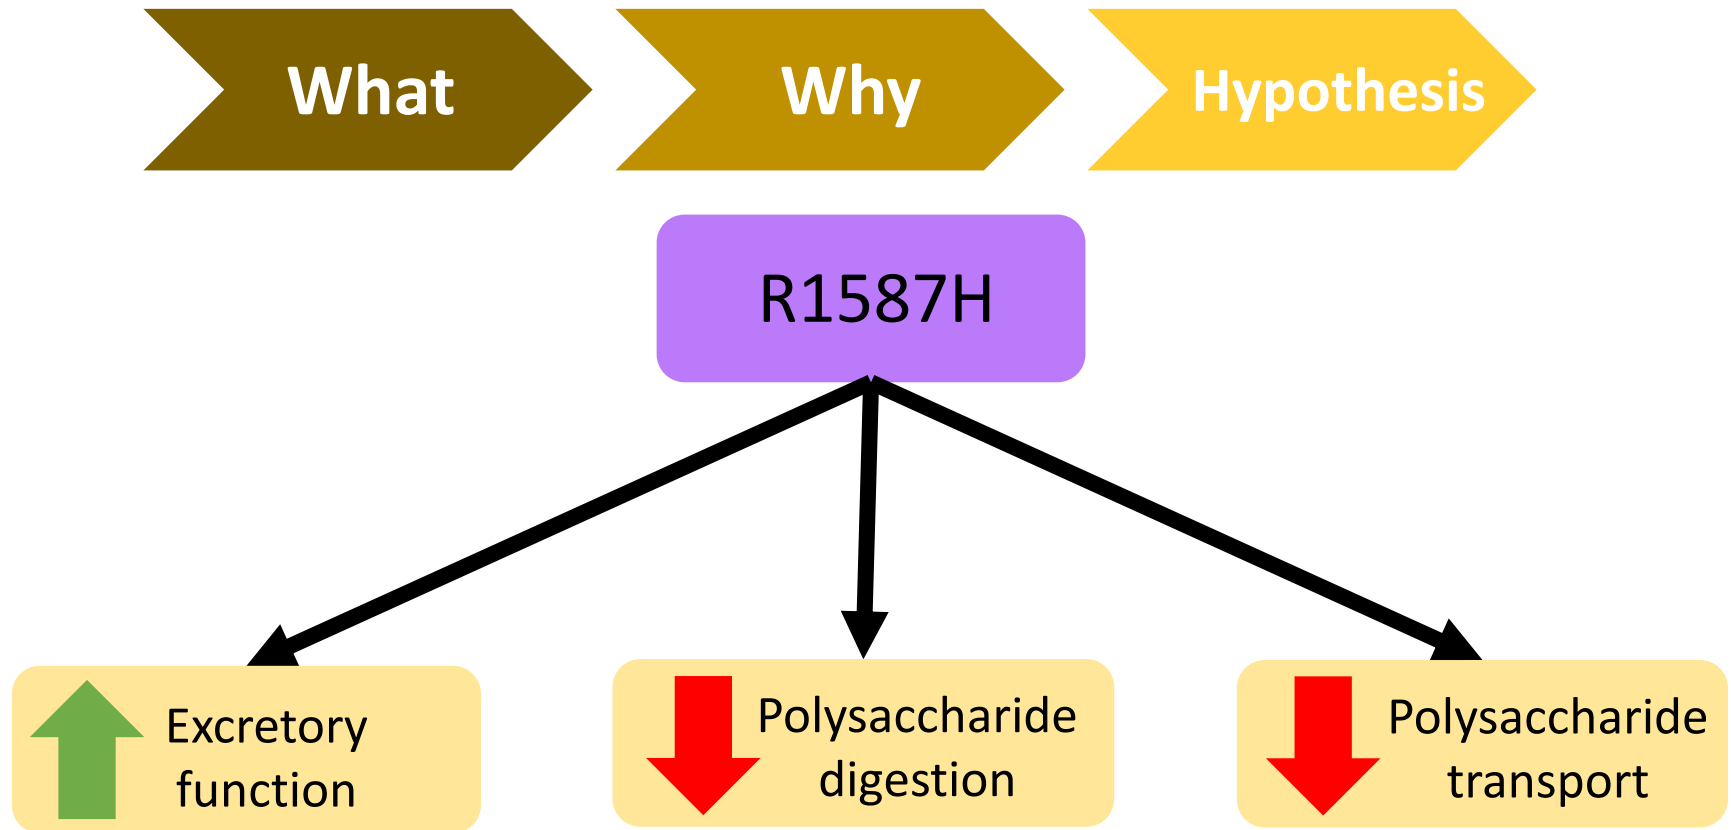 What
Why
Hypothesis
R1587H
Excretory
function
Polysaccharide
digestion
Polysaccharide
transport